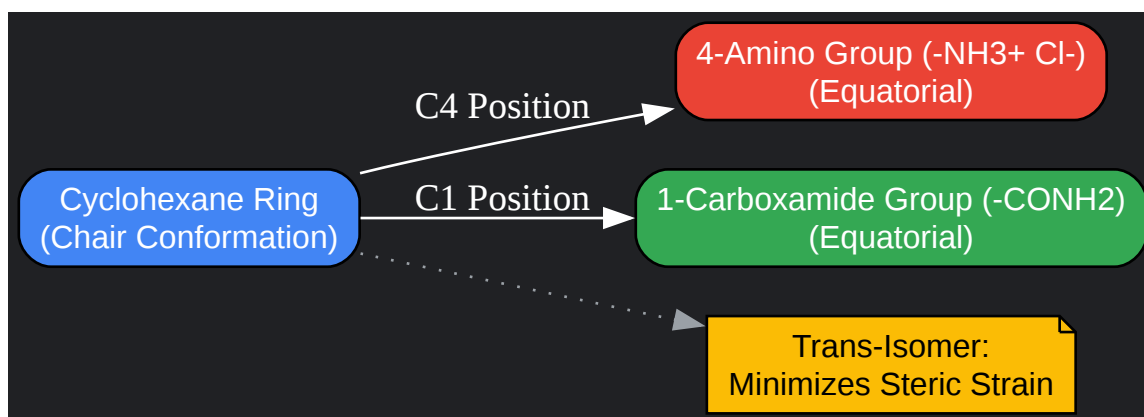 4-Amino Group (-NH3+ Cl-)
(Equatorial)
C4 Position
Cyclohexane Ring
(Chair Conformation)
C1 Position
1-Carboxamide Group (-CONH2)
(Equatorial)
Trans-Isomer:
Minimizes Steric Strain